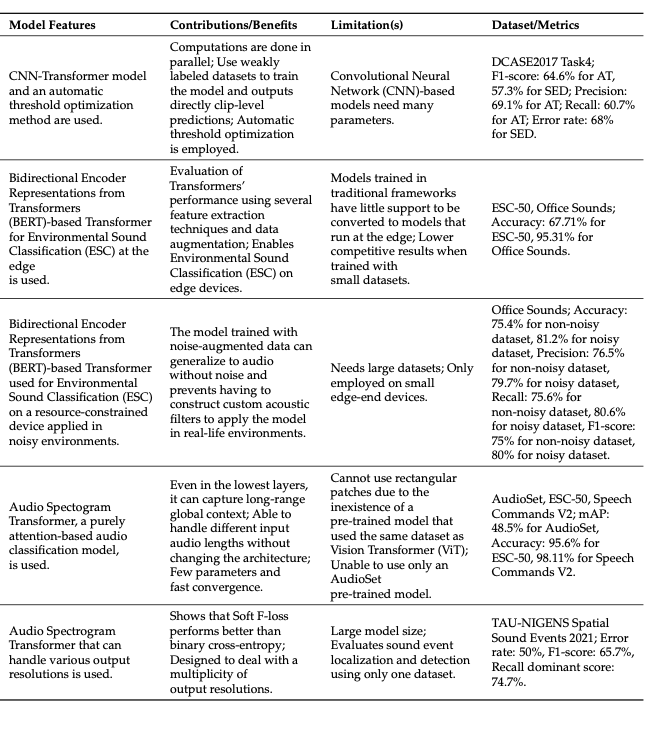 Model Features
Contributions/Benefits
Limitation(s)
Dataset/Metrics
CNN-Transformer model
and an automatic
threshold optimization
method are used.
Computations are done in
parallel; Use weakly
labeled datasets to train
the model and outputs
directly clip-level
predictions; Automatic
threshold optimization
is employed.
Convolutional Neural
Network (CNN)-based
models need many
parameters.
DCASE2017 Task4;
F1-score: 64.6% for AT,
57.3% for SED; Precision:
69.1% for AT; Recall: 60.7%
for AT; Error rate: 68%
for SED.
Bidirectional Encoder
Representations from
Transformers
(BERT)-based Transformer
for Environmental Sound
Classification (ESC) at the
edge
is used.
Evaluation of
Transformers’
performance using several
feature extraction
techniques and data
augmentation; Enables
Environmental Sound
Classification (ESC) on
edge devices.
Models trained in
traditional frameworks
have little support to be
converted to models that
run at the edge; Lower
competitive results when
trained with
small datasets.
ESC-50, Office Sounds;
Accuracy: 67.71% for
ESC-50, 95.31% for
Office Sounds.
Bidirectional Encoder
Representations from
Transformers
(BERT)-based Transformer
used for Environmental
Sound Classification (ESC)
on a resource-constrained
device applied in
noisy environments.
The model trained with
noise-augmented data can
generalize to audio
without noise and
prevents having to
construct custom acoustic
filters to apply the model
in real-life environments.
Needs large datasets; Only
employed on small
edge-end devices.
Office Sounds; Accuracy:
75.4% for non-noisy
dataset, 81.2% for noisy
dataset, Precision: 76.5%
for non-noisy dataset,
79.7% for noisy dataset,
Recall: 75.6% for
non-noisy dataset, 80.6%
for noisy dataset, F1-score:
75% for non-noisy dataset,
80% for noisy dataset.
Audio Spectogram
Transformer, a purely
attention-based audio
classification model,
is used.
Even in the lowest layers,
it can capture long-range
global context; Able to
handle different input
audio lengths without
changing the architecture;
Few parameters and
fast convergence.
Cannot use rectangular
patches due to the
inexistence of a
pre-trained model that
used the same dataset as
Vision Transformer (ViT);
Unable to use only an
AudioSet
pre-trained model.
AudioSet, ESC-50, Speech
Commands V2; mAP:
48.5% for AudioSet,
Accuracy: 95.6% for
ESC-50, 98.11% for Speech
Commands V2.
Audio Spectrogram
Transformer that can
handle various output
resolutions is used.
Shows that Soft F-loss
performs better than
binary cross-entropy;
Designed to deal with a
multiplicity of
output resolutions.
Large model size;
Evaluates sound event
localization and detection
using only one dataset.
TAU-NIGENS Spatial
Sound Events 2021; Error
rate: 50%, F1-score: 65.7%,
Recall dominant score:
74.7%.